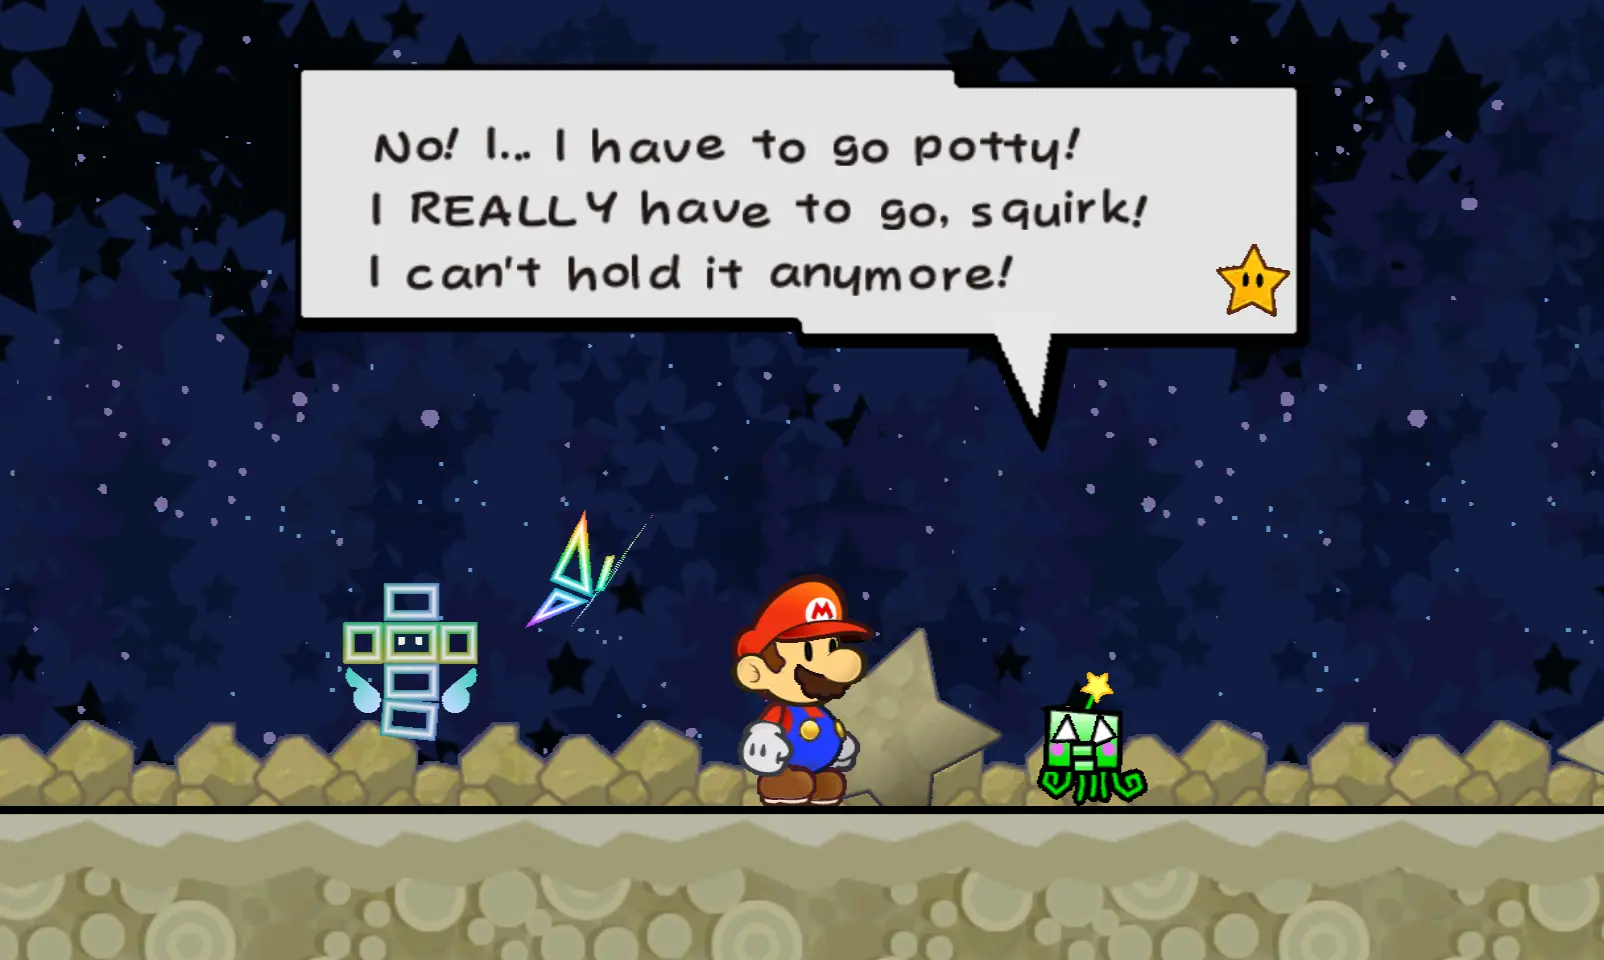 No! I... I have to go potty!
I REALLY have to go, squirk!
I can't hold it anymore!
M